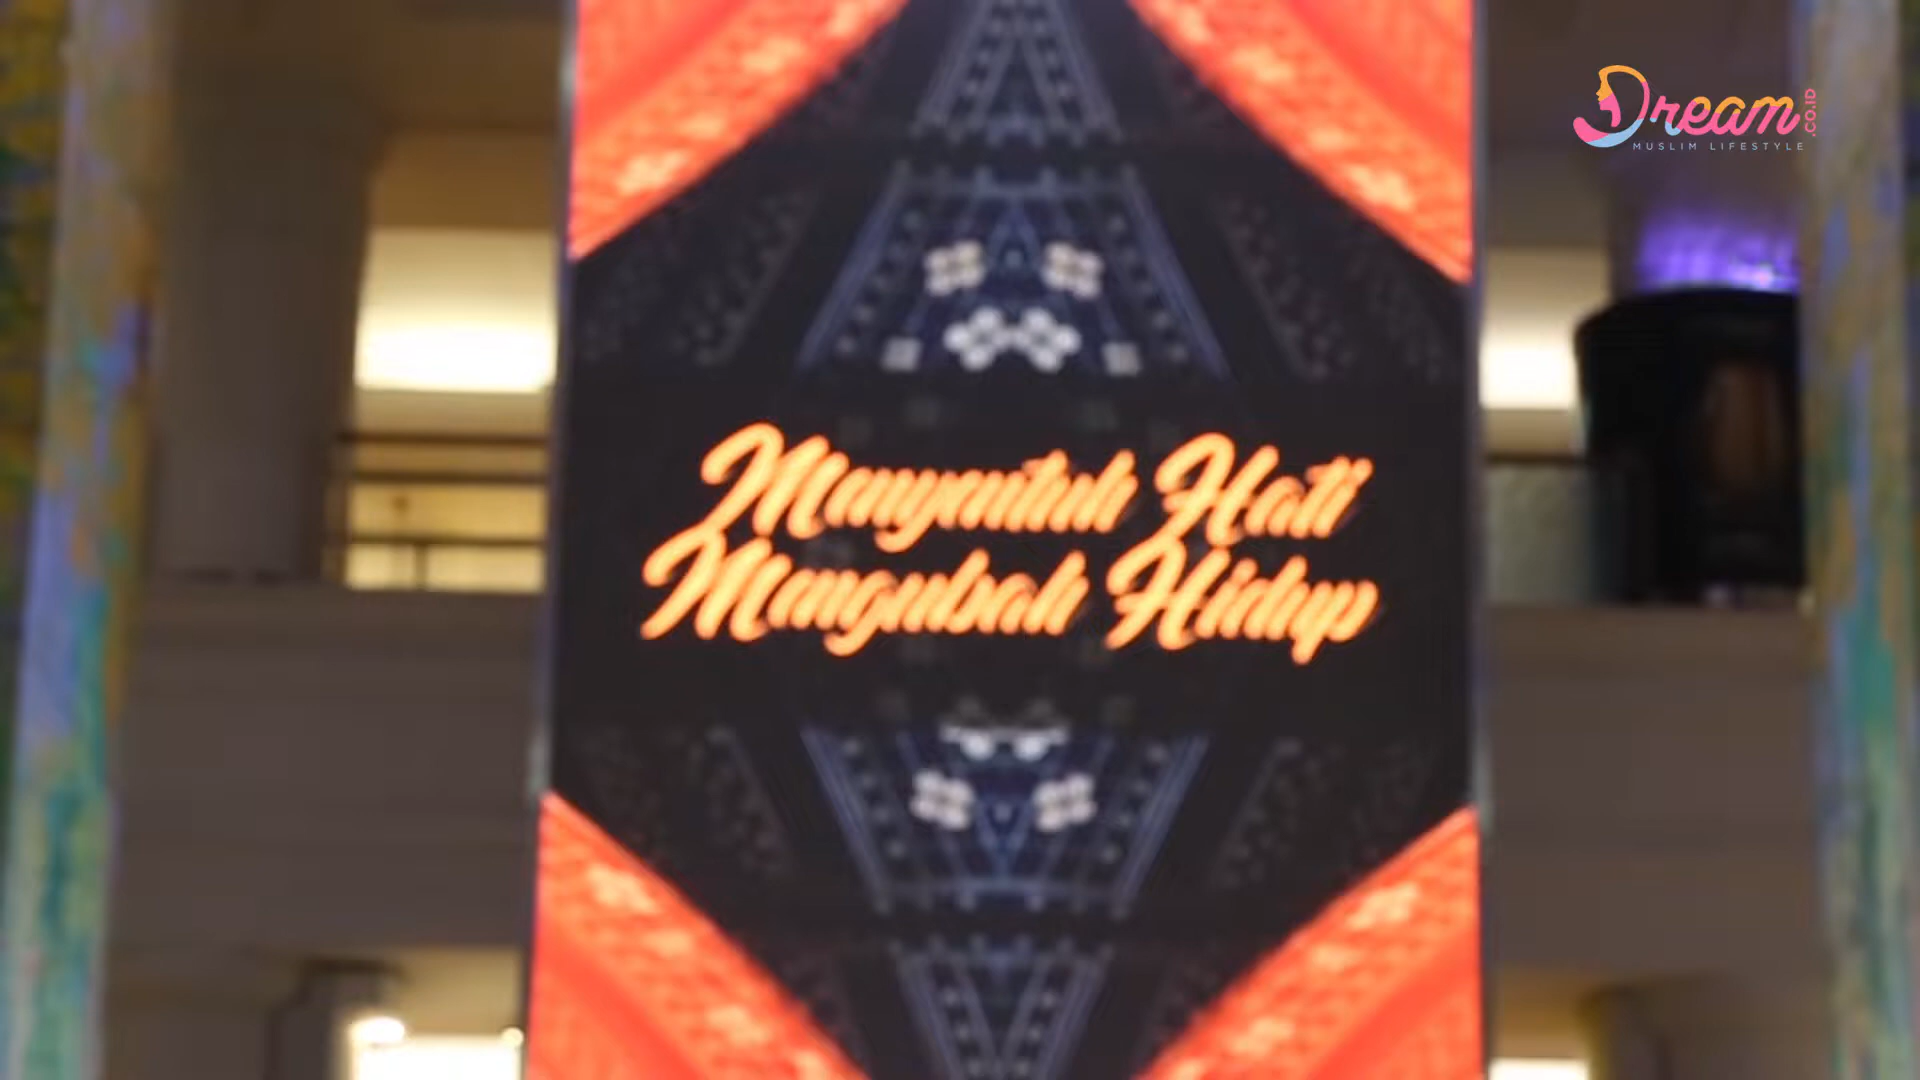 Menyentuh Hati
Mengubah Hidup
Dream
.CO.ID
MUSLIM LIFESTYLE